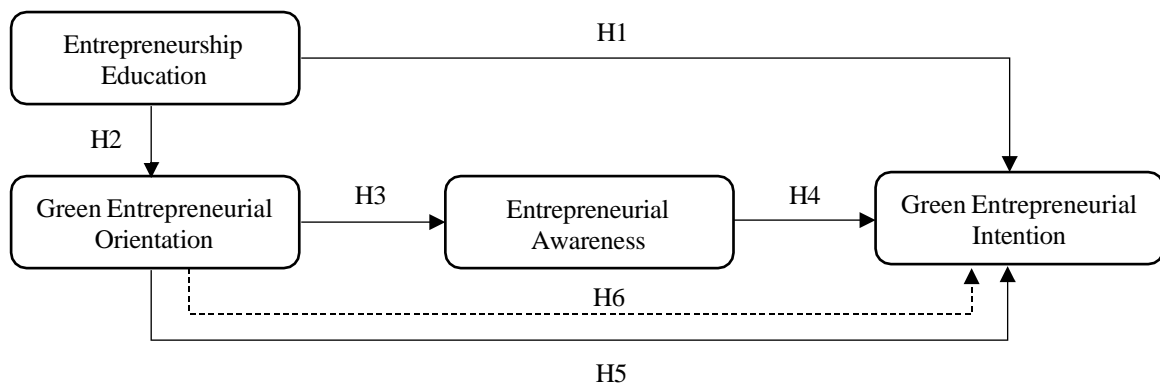 Entrepreneurship
Education
H1
H2
Green Entrepreneurial
Orientation
H3
Entrepreneurial
Awareness
H4
Green Entrepreneurial
Intention
H6
H5